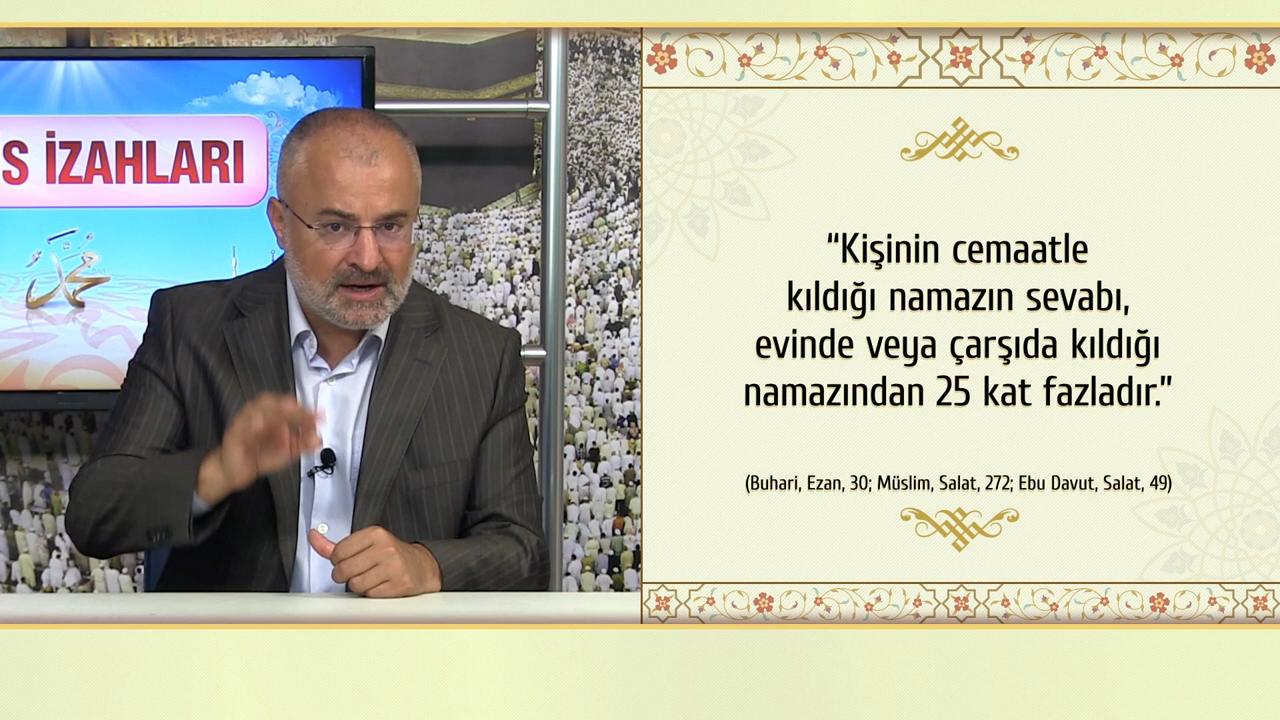 S İZAHLARI
محمد
“Kişinin cemaatle
kıldığı namazın sevabı,
evinde veya çarşıda kıldığı
namazından 25 kat fazladır.”
(Buhari, Ezan, 30; Müslim, Salat, 272; Ebu Davut, Salat, 49)